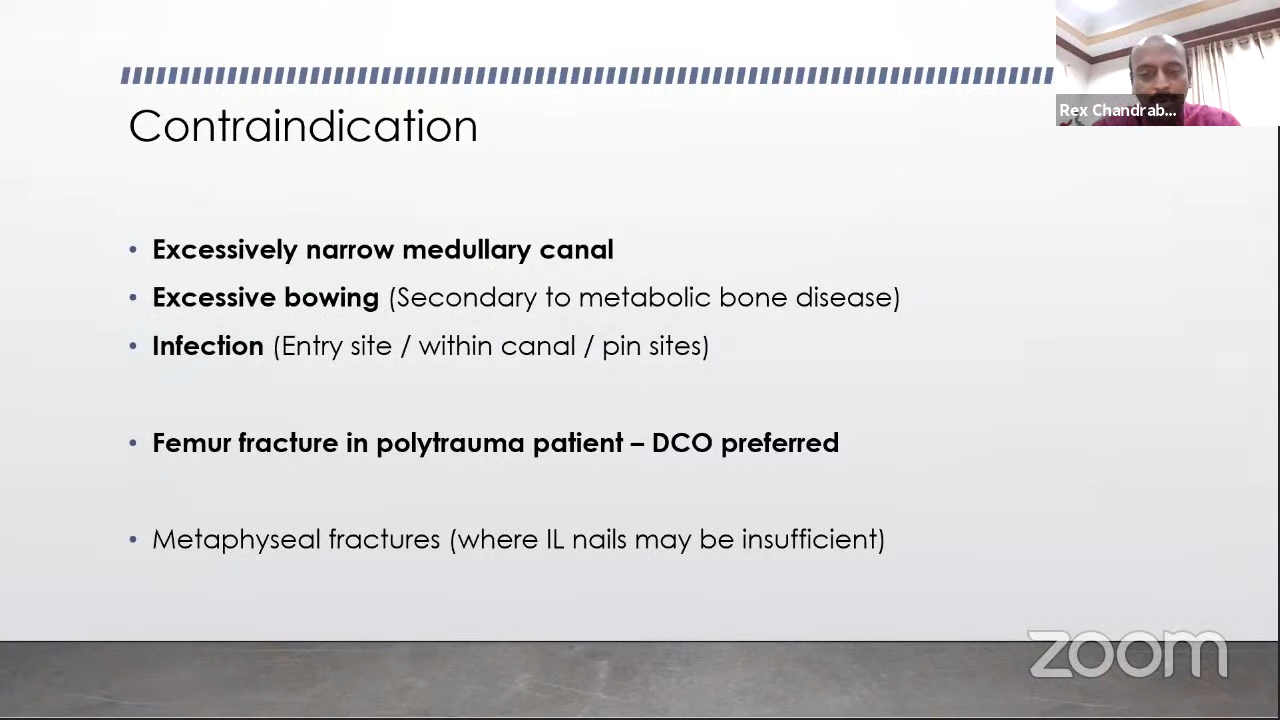 Rex Chandrab...
Contraindication
• Excessively narrow medullary canal
• Excessive bowing (Secondary to metabolic bone disease)
• Infection (Entry site / within canal / pin sites)
• Femur fracture in polytrauma patient – DCO preferred
• Metaphyseal fractures (where IL nails may be insufficient)
zoom